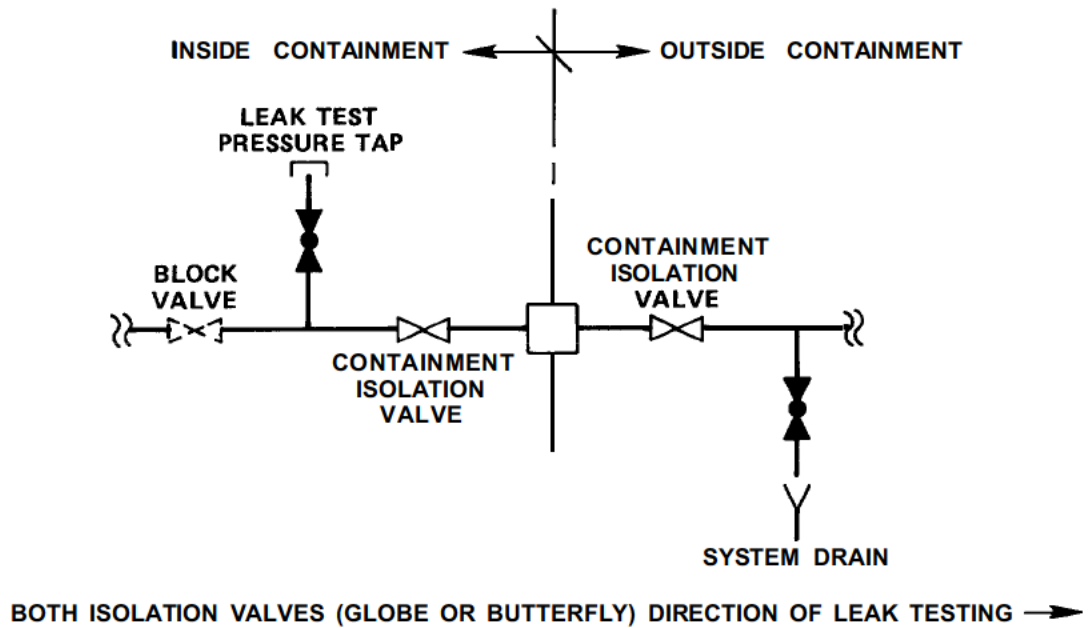 INSIDE CONTAINMENT
OUTSIDE CONTAINMENT
LEAK TEST
PRESSURE TAP
BLOCK
VALVE
CONTAINMENT
ISOLATION
VALVE
CONTAINMENT
ISOLATION
VALVE
SYSTEM DRAIN
BOTH ISOLATION VALVES (GLOBE OR BUTTERFLY) DIRECTION OF LEAK TESTING